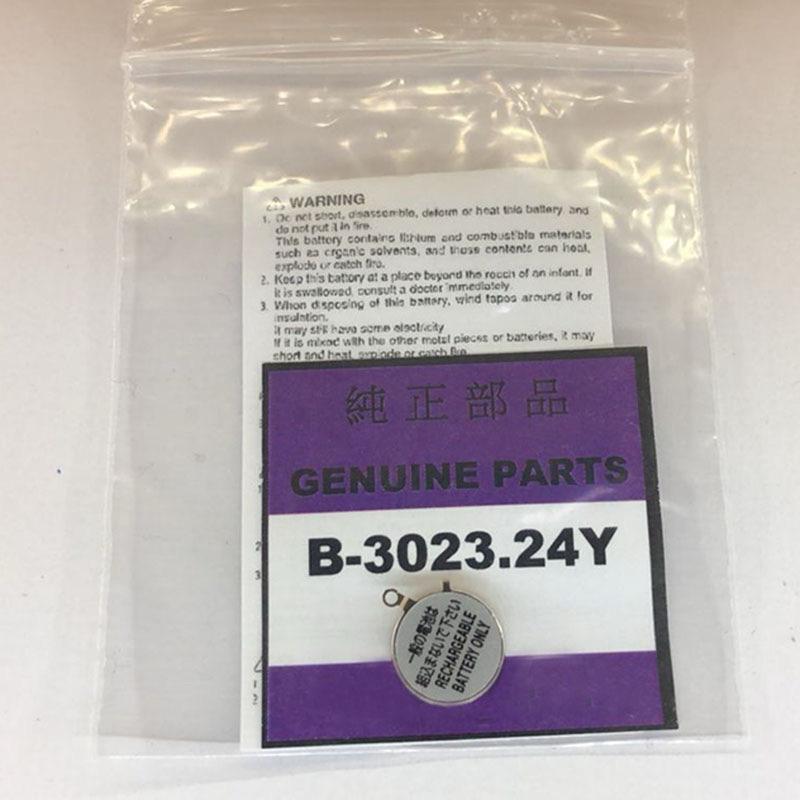 ⚠ WARNING
1. Do not short, disassemble, deform or heat this battery, and
do not put it in fire.
This battery contains lithium and combustible materials
such as organic solvents, and those contents can heat,
explode or catch fire.
2. Keep this battery at a place beyond the reach of an infant. If
it is swallowed, consult a doctor immediately.
3. When disposing of this battery, wind tapes around it for
insulation.
It may still have some electricity
If it is mixed with the other metal pieces or batteries, it may
short and heat, explode or catch fire.
純正部品
GENUINE PARTS
B-3023.24Y
2
3
一般の電池は
組込まないで下さい
RECHARGEABLE
BATTERY ONLY